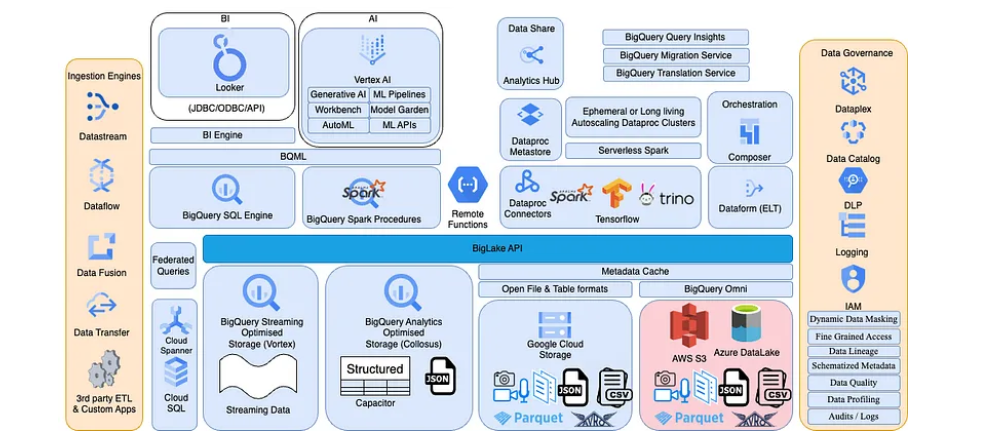 Ingestion Engines
Datastream
Dataflow
Data Fusion
Data Transfer
3rd party ETL
& Custom Apps
BI
Looker
(JDBC/ODBC/API)
BI Engine
AI
Vertex AI
Generative AI
ML Pipelines
Workbench
Model Garden
AutoML
ML APIs
BQML
BigQuery SQL Engine
Spark
BigQuery Spark Procedures
Remote
Functions
Data Share
Analytics Hub
BigQuery Query Insights
BigQuery Migration Service
BigQuery Translation Service
Dataproc
Metastore
Ephemeral or Long living
Autoscaling Dataproc Clusters
Serverless Spark
Orchestration
Composer
Dataproc
Connectors
Spark
Tensorflow
trino
Dataform (ELT)
BigLake API
Federated
Queries
Cloud
Spanner
Cloud
SQL
BigQuery Streaming
Optimised
Storage (Vortex)
Streaming Data
BigQuery Analytics
Optimised
Storage (Collosus)
Structured
Capacitor
JSON
Metadata Cache
Open File & Table formats
BigQuery Omni
Google Cloud
Storage
JSON
CSV
Parquet
AWS S3
Azure DataLake
JSON
CSV
Parquet
Data Governance
Dataplex
Data Catalog
DLP
Logging
IAM
Dynamic Data Masking
Fine Grained Access
Data Lineage
Schematized Metadata
Data Quality
Data Profiling
Audits / Logs